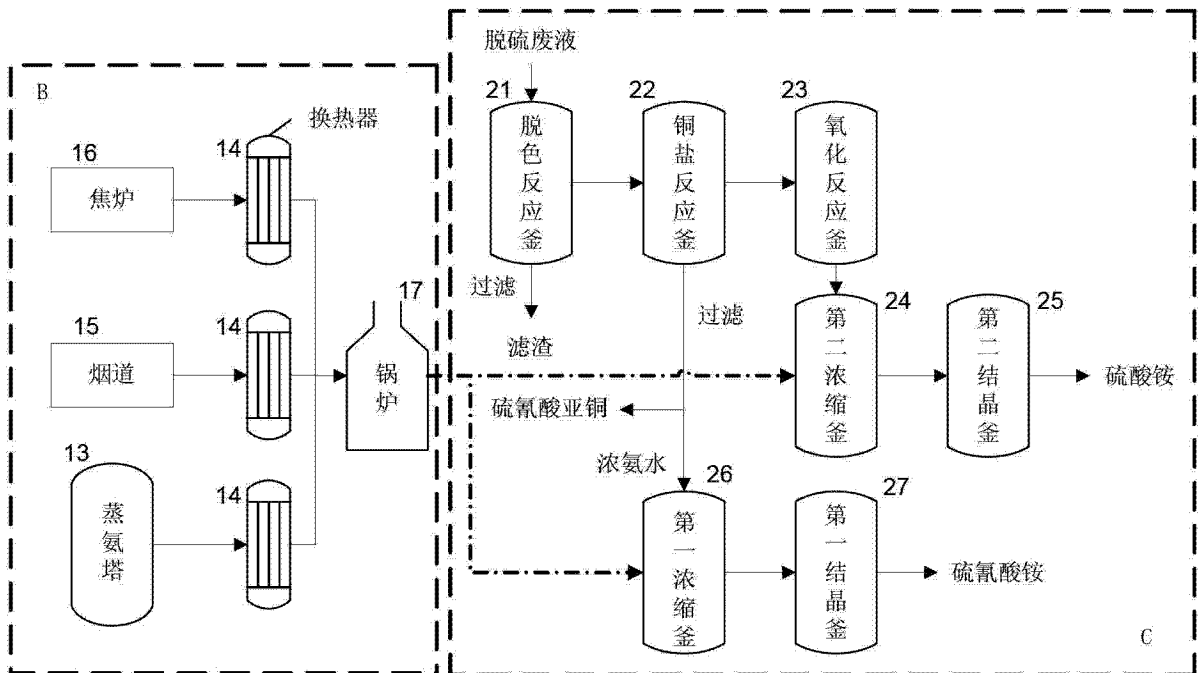 B
16
焦炉
14
换热器
15
烟道
14
17
锅炉
13
蒸氨塔
14
脱硫废液
21
脱色反应釜
22
铜盐反应釜
23
氧化反应釜
过滤
滤渣
过滤
24
第二浓缩釜
25
第二结晶釜
硫酸铵
硫氰酸亚铜
浓氨水
26
第一浓缩釜
27
第一结晶釜
硫氰酸铵
C